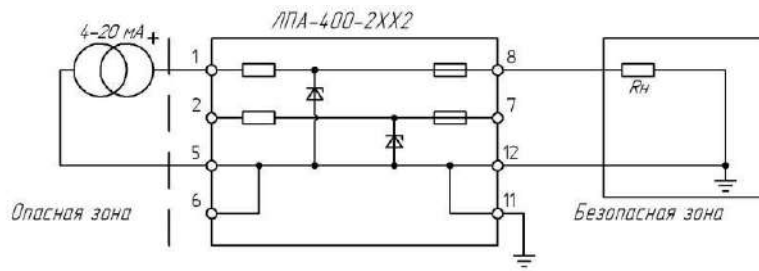 ЛПА-400-2ХХ2
4-20 мА
+
1
8
Rн
2
7
5
12
6
11
Опасная зона
Безопасная зона